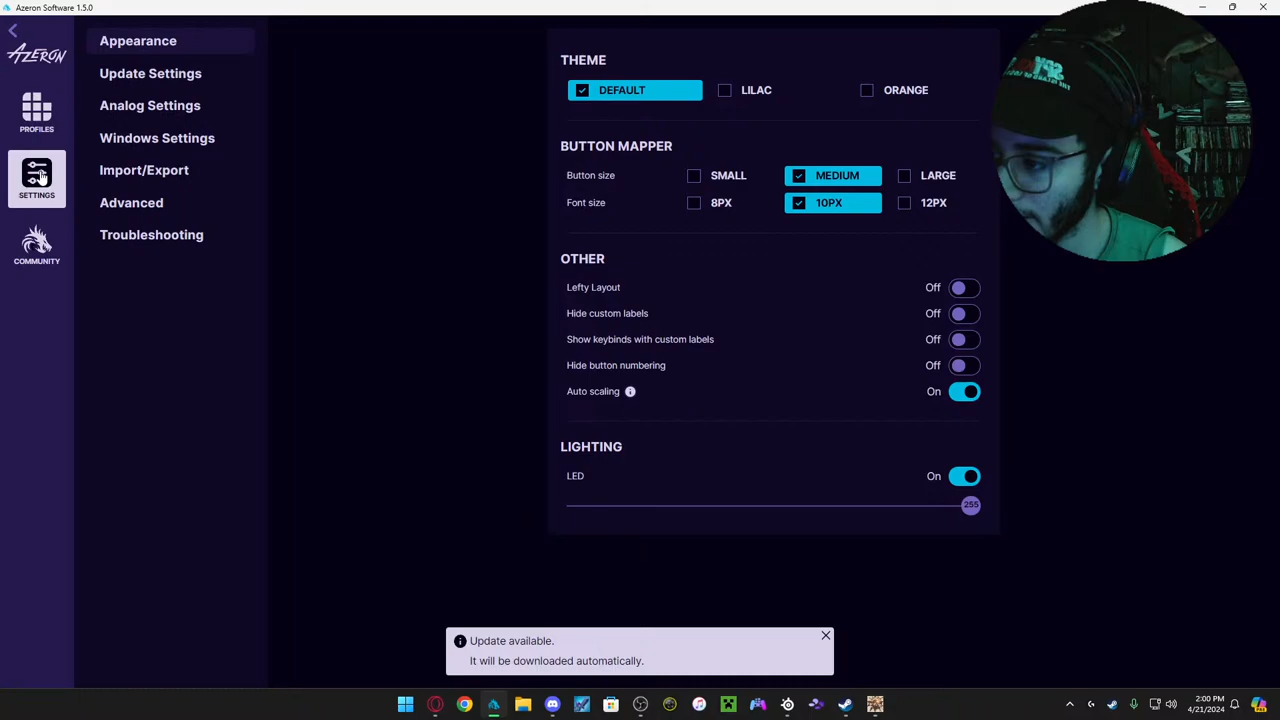 Azeron Software 1.5.0
AZERON
PROFILES
SETTINGS
COMMUNITY
Appearance
Update Settings
Analog Settings
Windows Settings
Import/Export
Advanced
Troubleshooting
THEME
DEFAULT LILAC ORANGE
BUTTON MAPPER
Button size SMALL MEDIUM LARGE
Font size 8PX 10PX 12PX
OTHER
Lefty Layout Off
Hide custom labels Off
Show keybinds with custom labels Off
Hide button numbering Off
Auto scaling On
LIGHTING
LED On
255
Update available.
It will be downloaded automatically.
2:00 PM
4/21/2024